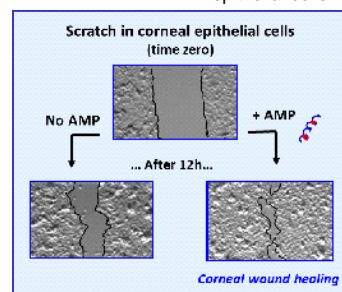 Scratch in corneal epithelial cells
(time zero)
No AMP
+ AMP
... After 12h...
Corneal wound healing